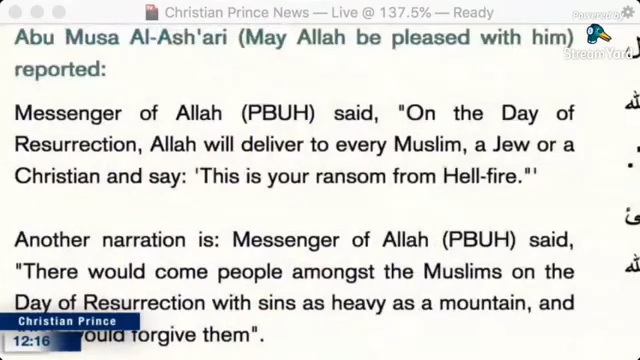 Christian Prince News — Live @ 137.5% — Ready
Powered by
StreamYard
Abu Musa Al-Ash'ari (May Allah be pleased with him)
reported:
Messenger of Allah (PBUH) said, "On the Day of
Resurrection, Allah will deliver to every Muslim, a Jew or a
Christian and say: 'This is your ransom from Hell-fire."'
Another narration is: Messenger of Allah (PBUH) said,
"There would come people amongst the Muslims on the
Day of Resurrection with sins as heavy as a mountain, and
would forgive them".
Christian Prince
12:16